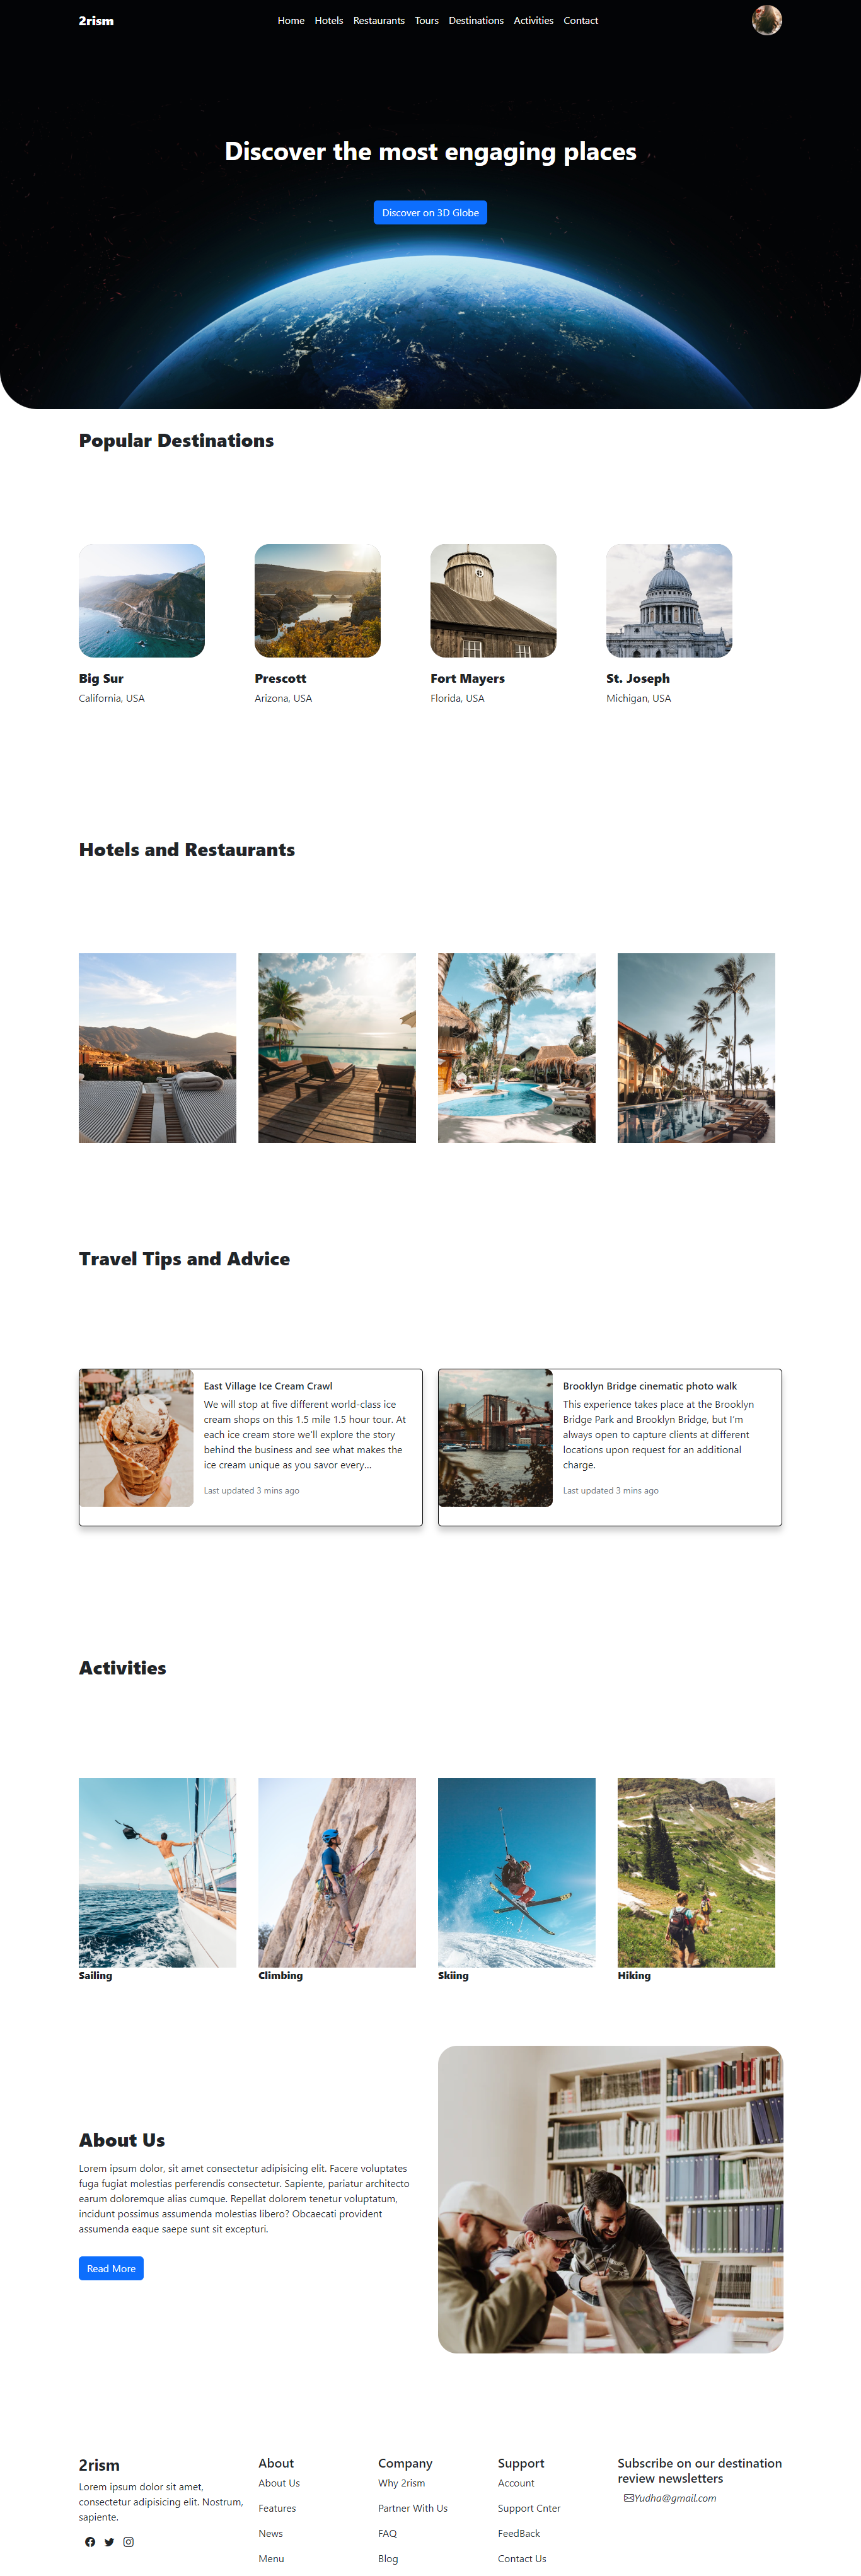 2rism
Home Hotels Restaurants Tours Destinations Activities Contact
Discover the most engaging places
Discover on 3D Globe
Popular Destinations
Big Sur
California, USA
Prescott
Arizona, USA
Fort Mayers
Florida, USA
St. Joseph
Michigan, USA
Hotels and Restaurants
Travel Tips and Advice
East Village Ice Cream Crawl
We will stop at five different world-class ice
cream shops on this 1.5 mile 1.5 hour tour. At
each ice cream store we'll explore the story
behind the business and see what makes the
ice cream unique as you savor every...
Last updated 3 mins ago
Brooklyn Bridge cinematic photo walk
This experience takes place at the Brooklyn
Bridge Park and Brooklyn Bridge, but I'm
always open to capture clients at different
locations upon request for an additional
charge.
Last updated 3 mins ago
Activities
Sailing
Climbing
Skiing
Hiking
About Us
Lorem ipsum dolor, sit amet consectetur adipisicing elit. Facere voluptates
fuga fugiat molestias perferendis consectetur. Sapiente, pariatur architecto
earum doloremque alias cumque. Repellat dolorem tenetur voluptatum,
incidunt possimus assumenda molestias libero? Obcaecati provident
assumenda eaque saepe sunt sit excepturi.
Read More
2rism
Lorem ipsum dolor sit amet,
consectetur adipisicing elit. Nostrum,
sapiente.
About
About Us
Features
News
Menu
Company
Why 2rism
Partner With Us
FAQ
Blog
Support
Account
Support Cnter
FeedBack
Contact Us
Subscribe on our destination
review newsletters
Yudha@gmail.com